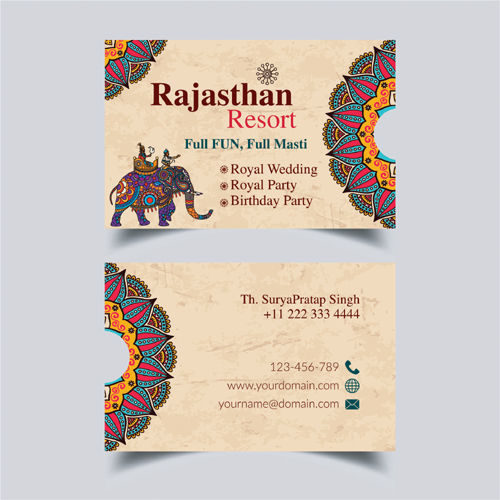 Rajasthan
Resort
Full FUN, Full Masti
Royal Wedding
Royal Party
Birthday Party
Th. SuryaPratap Singh
+11 222 333 4444
123-456-789
www.yourdomain.com
yourname@domain.com